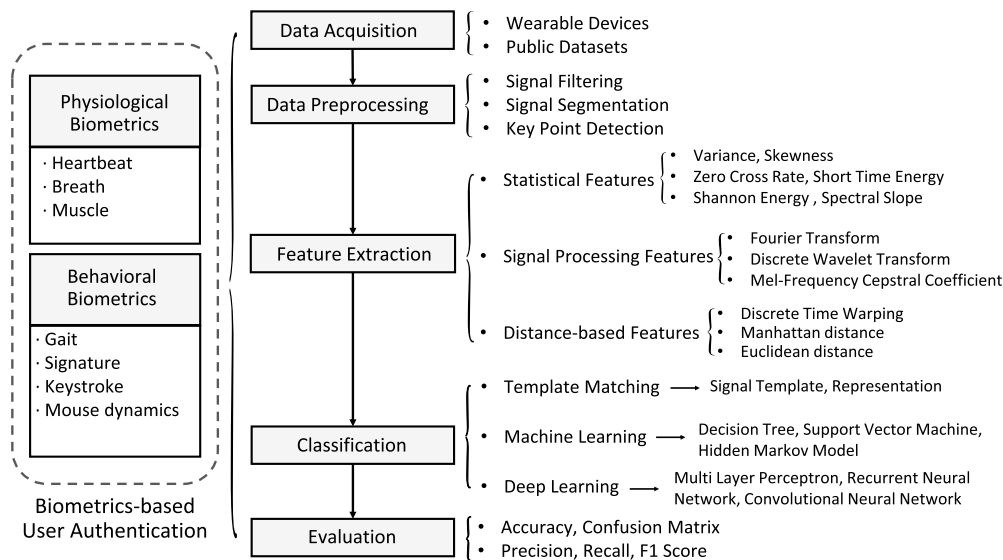 Physiological
Biometrics
· Heartbeat
· Breath
· Muscle
Behavioral
Biometrics
· Gait
· Signature
· Keystroke
· Mouse dynamics
Biometrics-based
User Authentication
Data Acquisition
• Wearable Devices
• Public Datasets
Data Preprocessing
• Signal Filtering
• Signal Segmentation
• Key Point Detection
Feature Extraction
• Statistical Features
• Variance, Skewness
• Zero Cross Rate, Short Time Energy
• Shannon Energy , Spectral Slope
• Signal Processing Features
• Fourier Transform
• Discrete Wavelet Transform
• Mel-Frequency Cepstral Coefficient
• Distance-based Features
• Discrete Time Warping
• Manhattan distance
• Euclidean distance
Classification
• Template Matching
Signal Template, Representation
• Machine Learning
Decision Tree, Support Vector Machine,
Hidden Markov Model
• Deep Learning
Multi Layer Perceptron, Recurrent Neural
Network, Convolutional Neural Network
Evaluation
• Accuracy, Confusion Matrix
• Precision, Recall, F1 Score